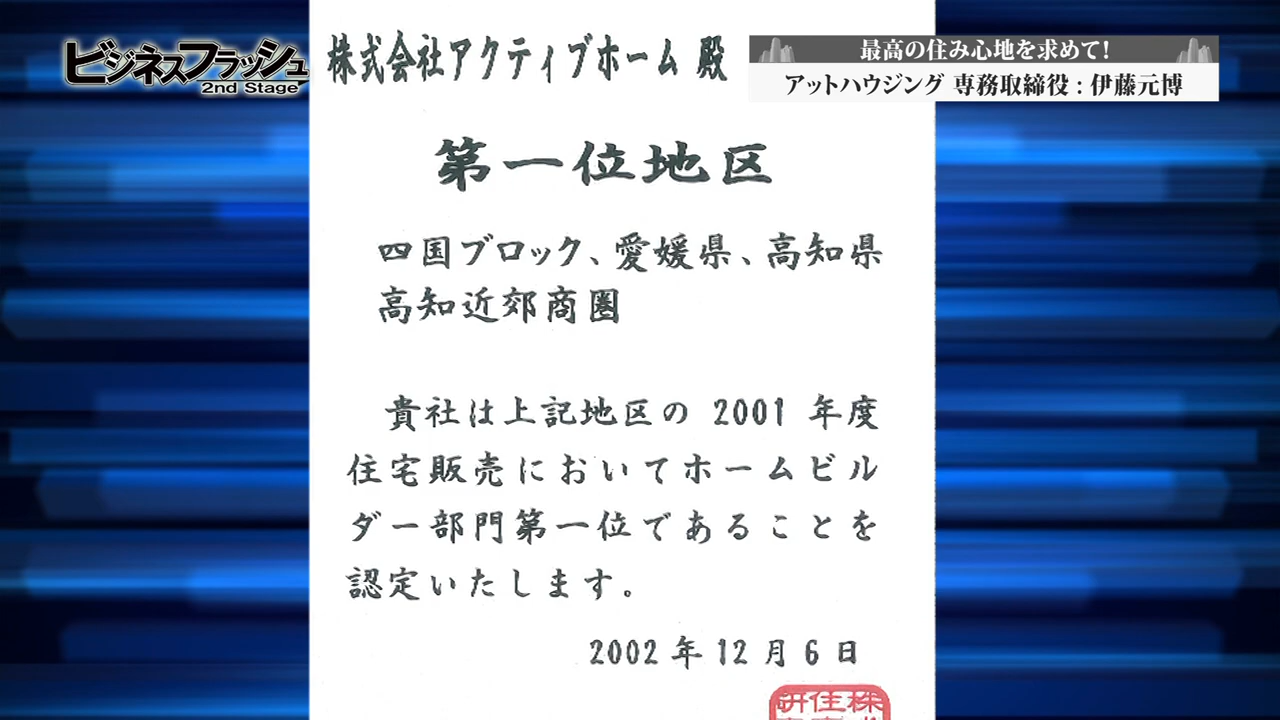 ビジネスフラッシュ
2nd Stage
最高の住み心地を求めて!
アットハウジング 専務取締役：伊藤元博
株式会社アクティブホーム 殿
第一位地区
四国ブロック、愛媛県、高知県
高知近郊商圏
貴社は上記地区の 2001 年度
住宅販売においてホームビル
ダー部門第一位であることを
認定いたします。
2002 年 12 月 6 日
研住株